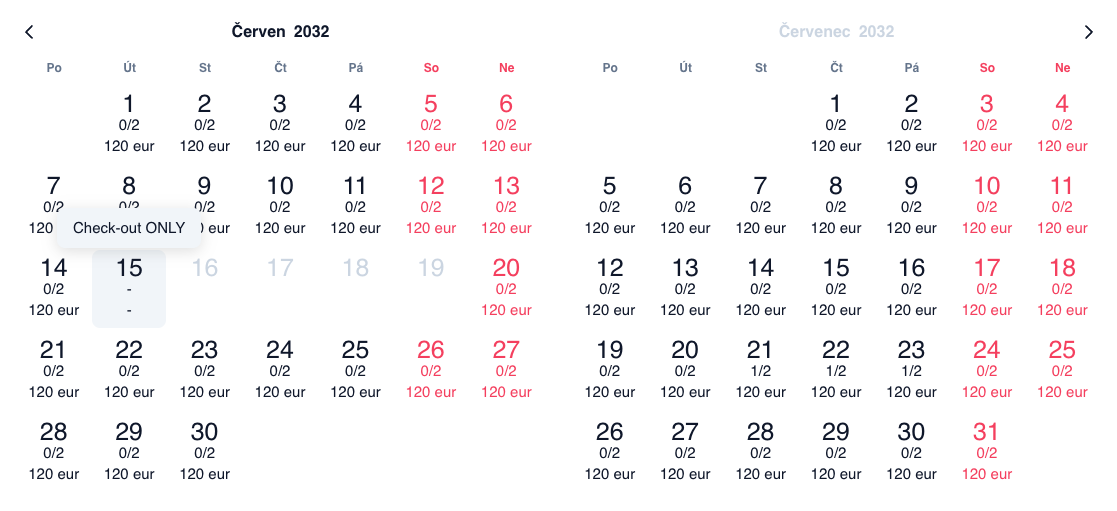 Červen 2032
Červenec 2032
Po Út St Čt Pá So Ne
Po Út St Čt Pá So Ne
1 2 3 4 5 6
0/2 0/2 0/2 0/2 0/2 0/2
120 eur 120 eur 120 eur 120 eur 120 eur 120 eur
1 2 3 4
0/2 0/2 0/2 0/2
120 eur 120 eur 120 eur 120 eur
7 8 9 10 11 12 13
0/2 0/2 0/2 0/2 0/2 0/2 0/2
Check-out ONLY
120 eur 120 eur 120 eur 120 eur
5 6 7 8 9 10 11
0/2 0/2 0/2 0/2 0/2 0/2 0/2
120 eur 120 eur 120 eur 120 eur 120 eur 120 eur 120 eur
14 15 16 17 18 19 20
0/2 - 0/2
120 eur - 120 eur
12 13 14 15 16 17 18
0/2 0/2 0/2 0/2 0/2 0/2 0/2
120 eur 120 eur 120 eur 120 eur 120 eur 120 eur 120 eur
21 22 23 24 25 26 27
0/2 0/2 0/2 0/2 0/2 0/2 0/2
120 eur 120 eur 120 eur 120 eur 120 eur 120 eur 120 eur
19 20 21 22 23 24 25
0/2 0/2 1/2 1/2 1/2 0/2 0/2
120 eur 120 eur 120 eur 120 eur 120 eur 120 eur 120 eur
28 29 30
0/2 0/2 0/2
120 eur 120 eur 120 eur
26 27 28 29 30 31
0/2 0/2 0/2 0/2 0/2 0/2
120 eur 120 eur 120 eur 120 eur 120 eur 120 eur